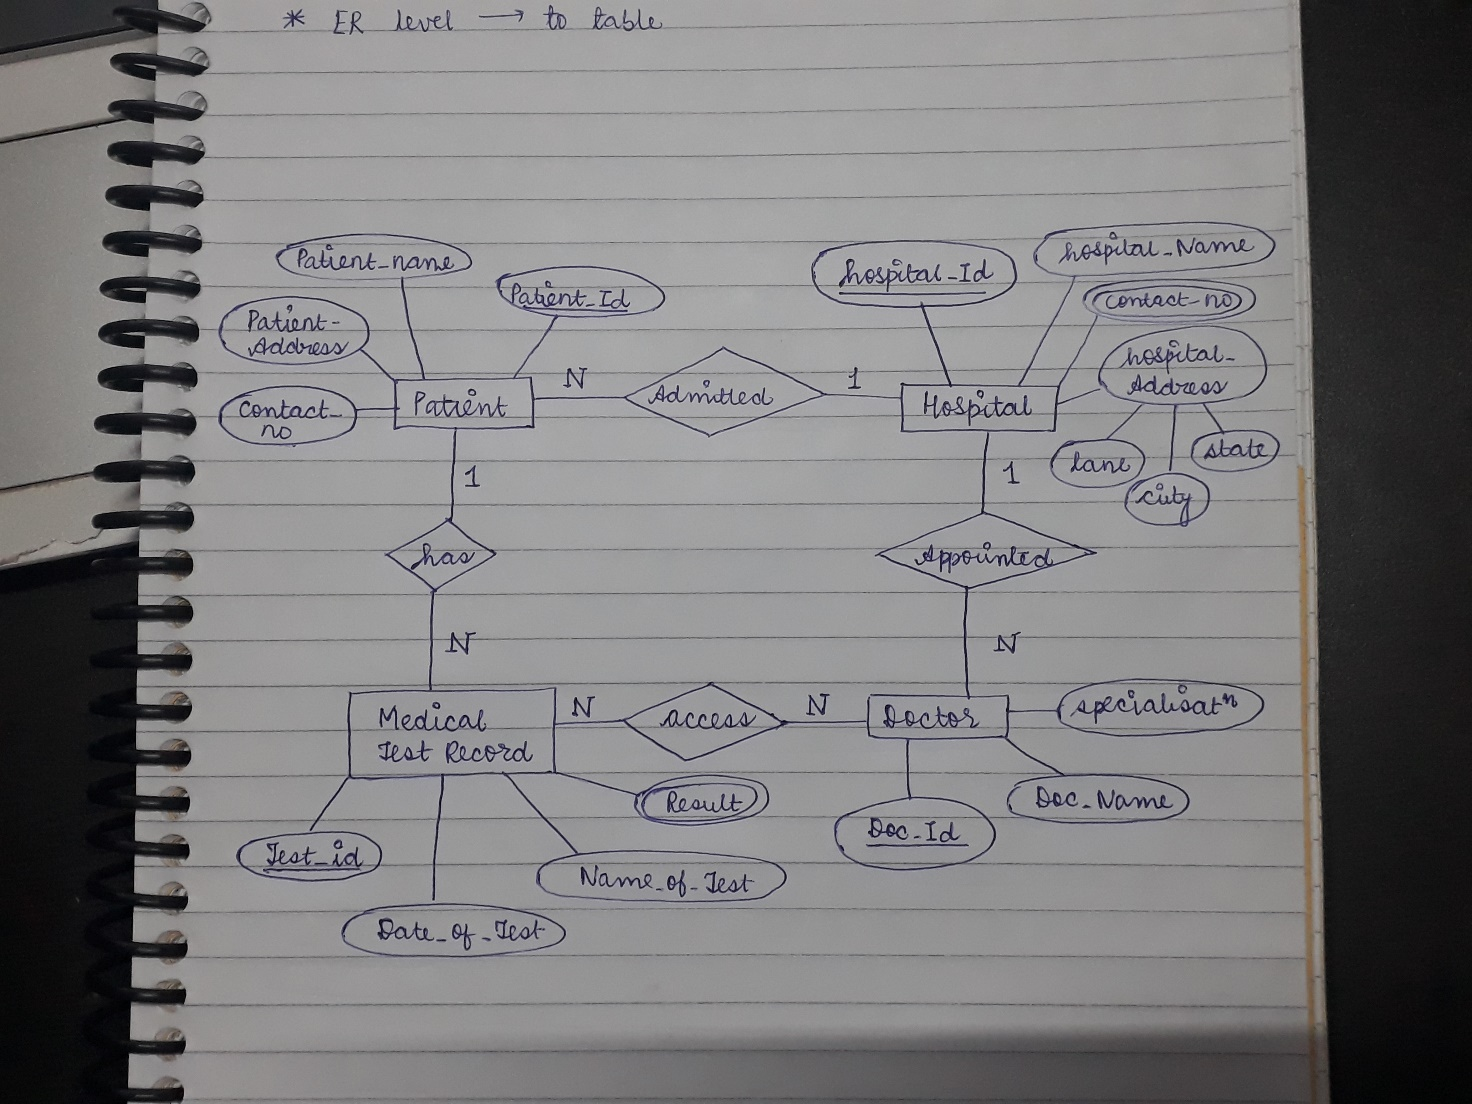 * ER level → to table
Patient_name
Patient_Id
hospital_Id
hospital_Name
contact_no
Patient-
Address
hospital_
Address
contact_
no
Patient
N
Admitted
1
Hospital
lane
city
state
1
1
has
Appointed
N
N
Medical
Test Record
N
access
N
Doctor
specialisatn
Result
Doc_Name
Doc_Id
Test_id
Name_of_Test
Date_of_Test